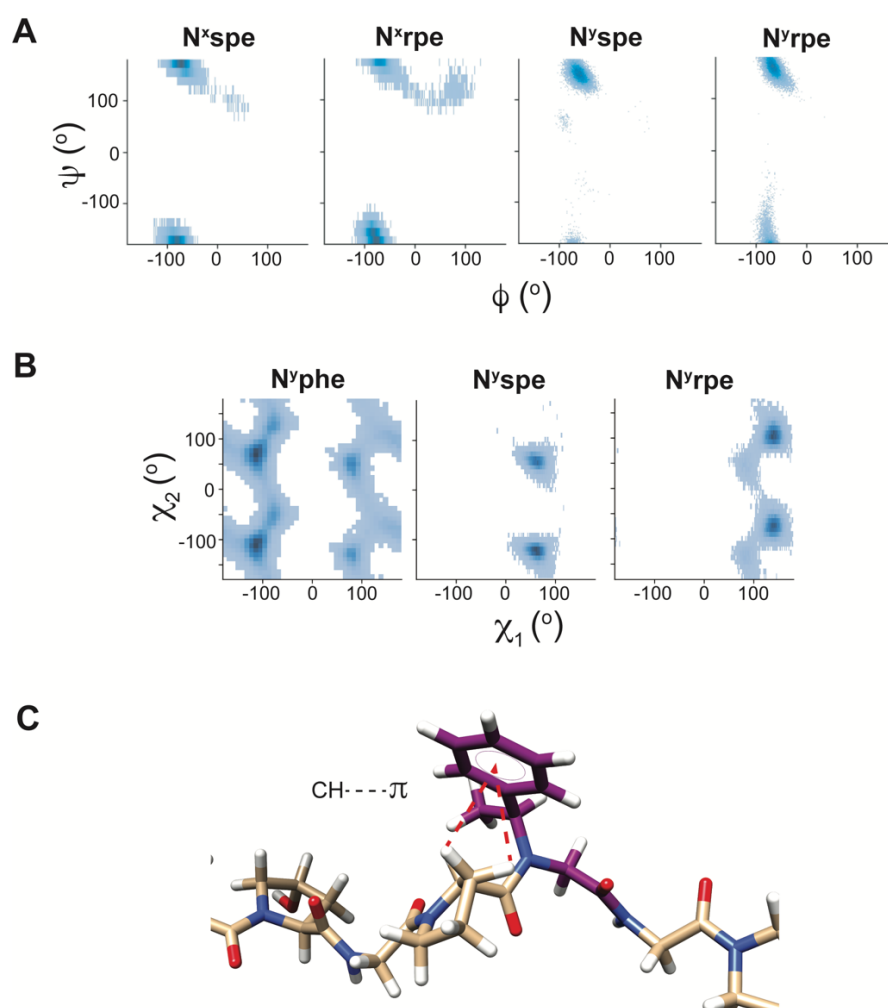 A
Nˣspe Nˣrpe Nʸspe Nʸrpe
ψ (º)
100
0
-100
-100 0 100 -100 0 100 -100 0 100 -100 0 100
ϕ (º)
B
Nʸphe Nʸspe Nʸrpe
χ₂ (º)
100
0
-100
-100 0 100 -100 0 100 -100 0 100
χ₁ (º)
C
CH----π